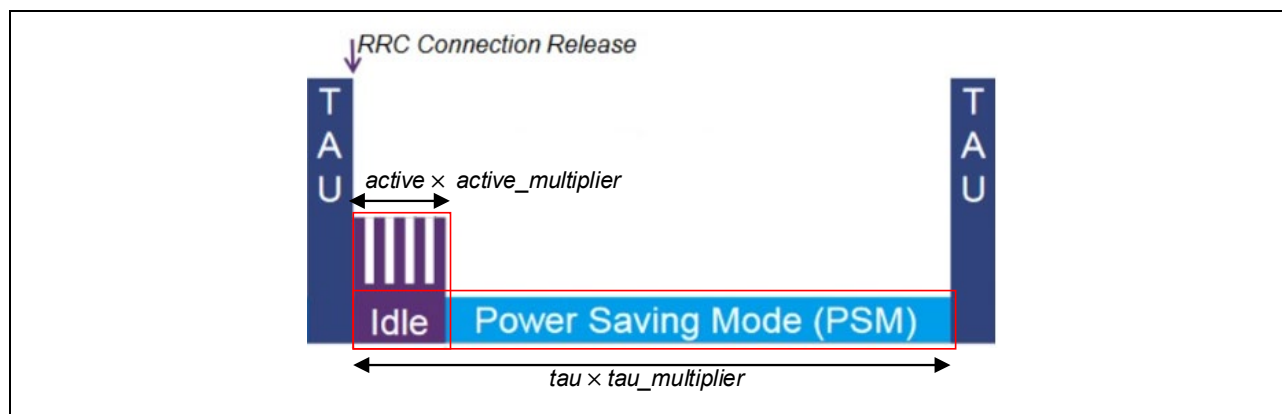 RRC Connection Release
T
A
U
T
A
U
active × active_multiplier
Idle
Power Saving Mode (PSM)
tau × tau_multiplier